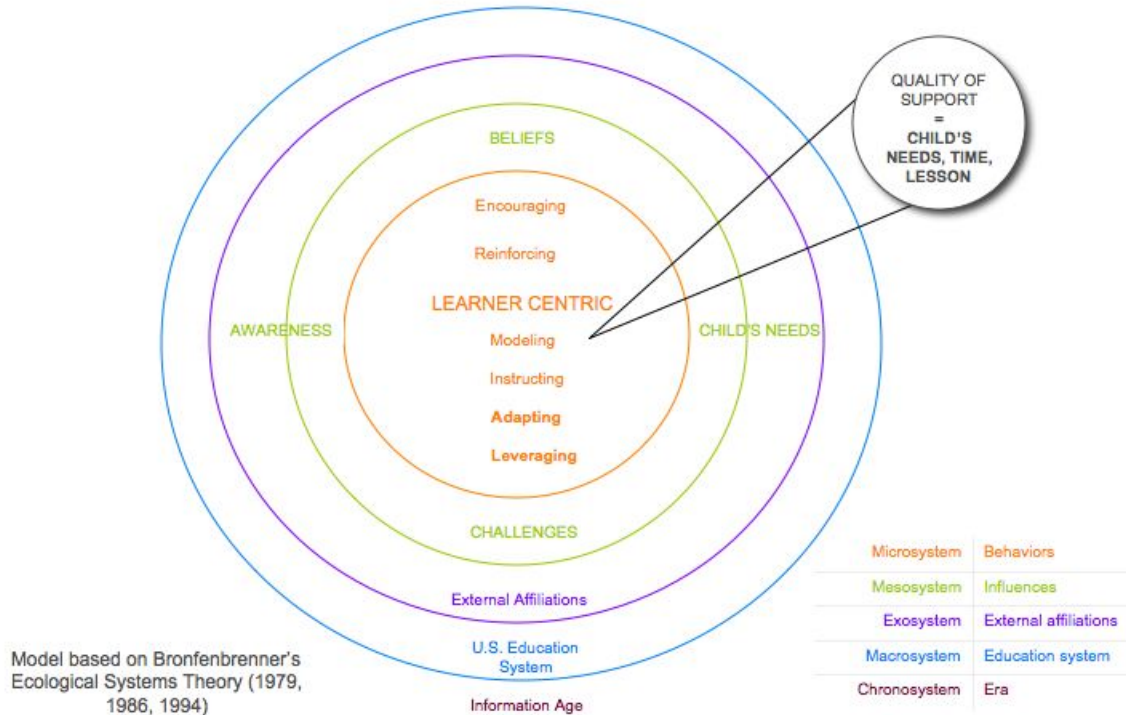 QUALITY OF
SUPPORT
=
CHILD'S
NEEDS, TIME,
LESSON
BELIEFS
Encouraging
Reinforcing
LEARNER CENTRIC
AWARENESS
CHILD'S NEEDS
Modeling
Instructing
Adapting
Leveraging
CHALLENGES
External Affiliations
U.S. Education
System
Information Age
Microsystem Behaviors
Mesosystem Influences
Exosystem External affiliations
Macrosystem Education system
Chronosystem Era
Model based on Bronfenbrenner's
Ecological Systems Theory (1979,
1986, 1994)